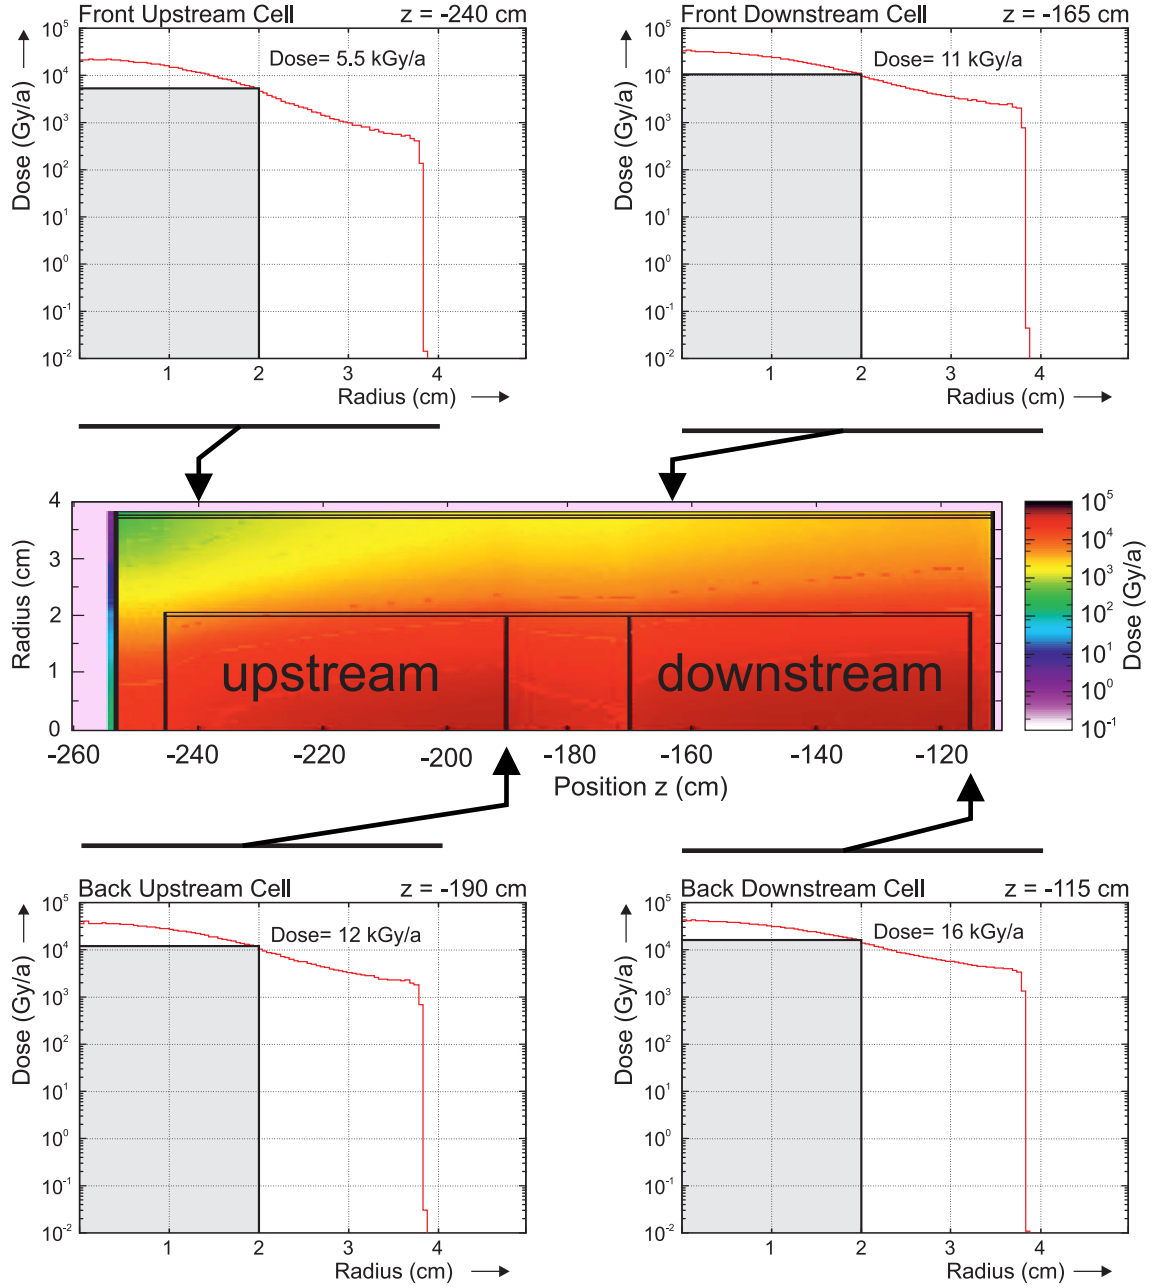 Front Upstream Cell z = -240 cm
Dose (Gy/a)
10^5
10^4
10^3
10^2
10^1
10^0
10^-1
10^-2
Dose= 5.5 kGy/a
1 2 3 4
Radius (cm)
Front Downstream Cell z = -165 cm
Dose (Gy/a)
10^5
10^4
10^3
10^2
10^1
10^0
10^-1
10^-2
Dose= 11 kGy/a
1 2 3 4
Radius (cm)
Radius (cm)
4
3
2
1
0
upstream downstream
-260 -240 -220 -200 -180 -160 -140 -120
Position z (cm)
10^5
10^4
10^3
10^2
10^1
10^0
10^-1
Dose (Gy/a)
Back Upstream Cell z = -190 cm
Dose (Gy/a)
10^5
10^4
10^3
10^2
10^1
10^0
10^-1
10^-2
Dose= 12 kGy/a
1 2 3 4
Radius (cm)
Back Downstream Cell z = -115 cm
Dose (Gy/a)
10^5
10^4
10^3
10^2
10^1
10^0
10^-1
10^-2
Dose= 16 kGy/a
1 2 3 4
Radius (cm)